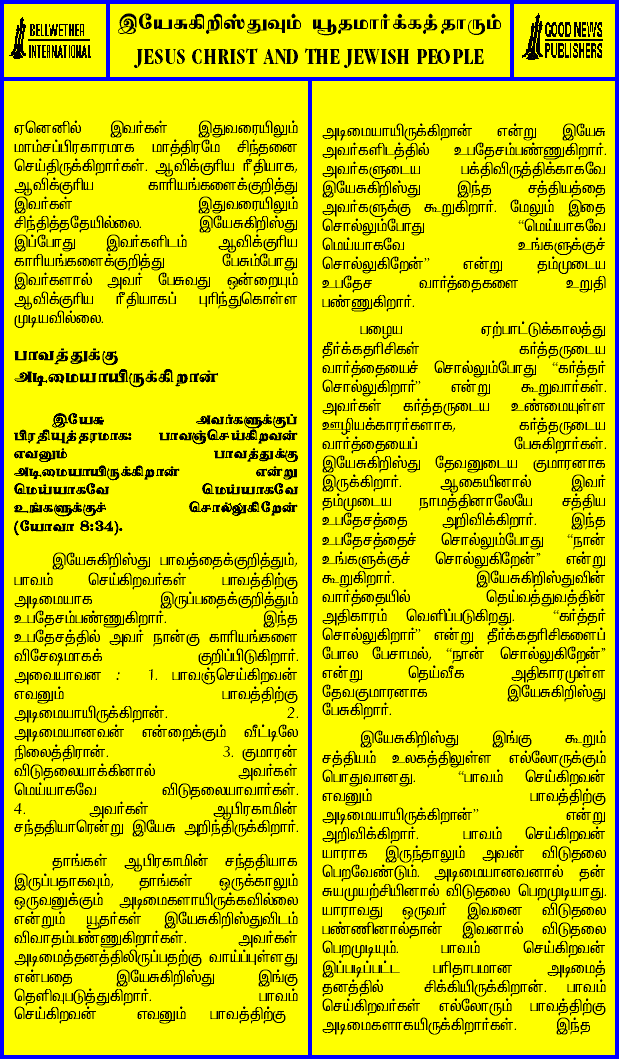 BELLWETHER
INTERNATIONAL
இயேசுகிறிஸ்துவும் யூதமார்க்கத்தாரும்
JESUS CHRIST AND THE JEWISH PEOPLE
GOOD NEWS
PUBLISHERS
ஏனெனில் இவர்கள் இதுவரையிலும்
மாம்சப்பிரகாரமாக மாத்திரமே சிந்தனை
செய்திருக்கிறார்கள். ஆவிக்குரிய ரீதியாக,
ஆவிக்குரிய காரியங்களைக்குறித்து
இவர்கள் இதுவரையிலும்
சிந்தித்ததேயில்லை. இயேசுகிறிஸ்து
இப்போது இவர்களிடம் ஆவிக்குரிய
காரியங்களைக்குறித்து பேசும்போது
இவர்களால் அவர் பேசுவது ஒன்றையும்
ஆவிக்குரிய ரீதியாகப் புரிந்துகொள்ள
முடியவில்லை.
பாவத்துக்கு
அடிமையாயிருக்கிறான்
இயேசு அவர்களுக்குப்
பிரதியுத்தரமாக: பாவஞ்செய்கிறவன்
எவனும் பாவத்துக்கு
அடிமையாயிருக்கிறான் என்று
மெய்யாகவே மெய்யாகவே
உங்களுக்குச் சொல்லுகிறேன்
(யோவா 8:34).
இயேசுகிறிஸ்து பாவத்தைக்குறித்தும்,
பாவம் செய்கிறவர்கள் பாவத்திற்கு
அடிமையாக இருப்பதைக்குறித்தும்
உபதேசம்பண்ணுகிறார். இந்த
உபதேசத்தில் அவர் நான்கு காரியங்களை
விசேஷமாகக் குறிப்பிடுகிறார்.
அவையாவன : 1. பாவஞ்செய்கிறவன்
எவனும் பாவத்திற்கு
அடிமையாயிருக்கிறான். 2.
அடிமையானவன் என்றைக்கும் வீட்டிலே
நிலைத்திரான். 3. குமாரன்
விடுதலையாக்கினால் அவர்கள்
மெய்யாகவே விடுதலையாவார்கள்.
4. அவர்கள் ஆபிரகாமின்
சந்ததியாரென்று இயேசு அறிந்திருக்கிறார்.
தாங்கள் ஆபிரகாமின் சந்ததியாக
இருப்பதாகவும், தாங்கள் ஒருக்காலும்
ஒருவனுக்கும் அடிமைகளாயிருக்கவில்லை
என்றும் யூதர்கள் இயேசுகிறிஸ்துவிடம்
விவாதம்பண்ணுகிறார்கள். அவர்கள்
அடிமைத்தனத்திலிருப்பதற்கு வாய்ப்புள்ளது
என்பதை இயேசுகிறிஸ்து இங்கு
தெளிவுபடுத்துகிறார். பாவம்
செய்கிறவன் எவனும் பாவத்திற்கு
அடிமையாயிருக்கிறான் என்று இயேசு
அவர்களிடத்தில் உபதேசம்பண்ணுகிறார்.
அவர்களுடைய பக்திவிருத்திக்காகவே
இயேசுகிறிஸ்து இந்த சத்தியத்தை
அவர்களுக்கு கூறுகிறார். மேலும் இதை
சொல்லும்போது "மெய்யாகவே
மெய்யாகவே உங்களுக்குச்
சொல்லுகிறேன்" என்று தம்முடைய
உபதேச வார்த்தைகளை உறுதி
பண்ணுகிறார்.
பழைய ஏற்பாட்டுக்காலத்து
தீர்க்கதரிசிகள் கர்த்தருடைய
வார்த்தையைச் சொல்லும்போது "கர்த்தர்
சொல்லுகிறார்" என்று கூறுவார்கள்.
அவர்கள் கர்த்தருடைய உண்மையுள்ள
ஊழியக்காரர்களாக, கர்த்தருடைய
வார்த்தையைப் பேசுகிறார்கள்.
இயேசுகிறிஸ்து தேவனுடைய குமாரனாக
இருக்கிறார். ஆகையினால் இவர்
தம்முடைய நாமத்தினாலேயே சத்திய
உபதேசத்தை அறிவிக்கிறார். இந்த
உபதேசத்தைச் சொல்லும்போது "நான்
உங்களுக்குச் சொல்லுகிறேன்" என்று
கூறுகிறார். இயேசுகிறிஸ்துவின்
வார்த்தையில் தெய்வத்துவத்தின்
அதிகாரம் வெளிப்படுகிறது. "கர்த்தர்
சொல்லுகிறார்" என்று தீர்க்கதரிசிகளைப்
போல பேசாமல், "நான் சொல்லுகிறேன்"
என்று தெய்வீக அதிகாரமுள்ள
தேவகுமாரனாக இயேசுகிறிஸ்து
பேசுகிறார்.
இயேசுகிறிஸ்து இங்கு கூறும்
சத்தியம் உலகத்திலுள்ள எல்லோருக்கும்
பொதுவானது. "பாவம் செய்கிறவன்
எவனும் பாவத்திற்கு
அடிமையாயிருக்கிறான்" என்று
அறிவிக்கிறார். பாவம் செய்கிறவன்
யாராக இருந்தாலும் அவன் விடுதலை
பெறவேண்டும். அடிமையானவனால் தன்
சுயமுயற்சியினால் விடுதலை பெறமுடியாது.
யாராவது ஒருவர் இவனை விடுதலை
பண்ணினால்தான் இவனால் விடுதலை
பெறமுடியும். பாவம் செய்கிறவன்
இப்படிப்பட்ட பரிதாபமான அடிமைத்
தனத்தில் சிக்கியிருக்கிறான். பாவம்
செய்கிறவர்கள் எல்லோரும் பாவத்திற்கு
அடிமைகளாகயிருக்கிறார்கள். இந்த